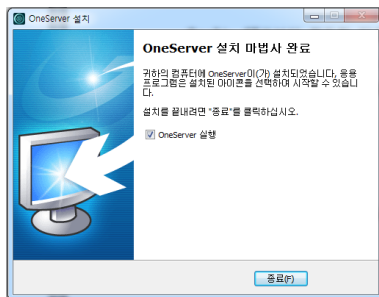 OneServer 설치
OneServer 설치 마법사 완료
귀하의 컴퓨터에 OneServer이(가) 설치되었습니다, 응용
프로그램은 설치된 아이콘을 선택하여 시작할 수 있습니
다.
설치를 끝내려면 "종료"를 클릭하십시오.
OneServer 실행
종료(F)